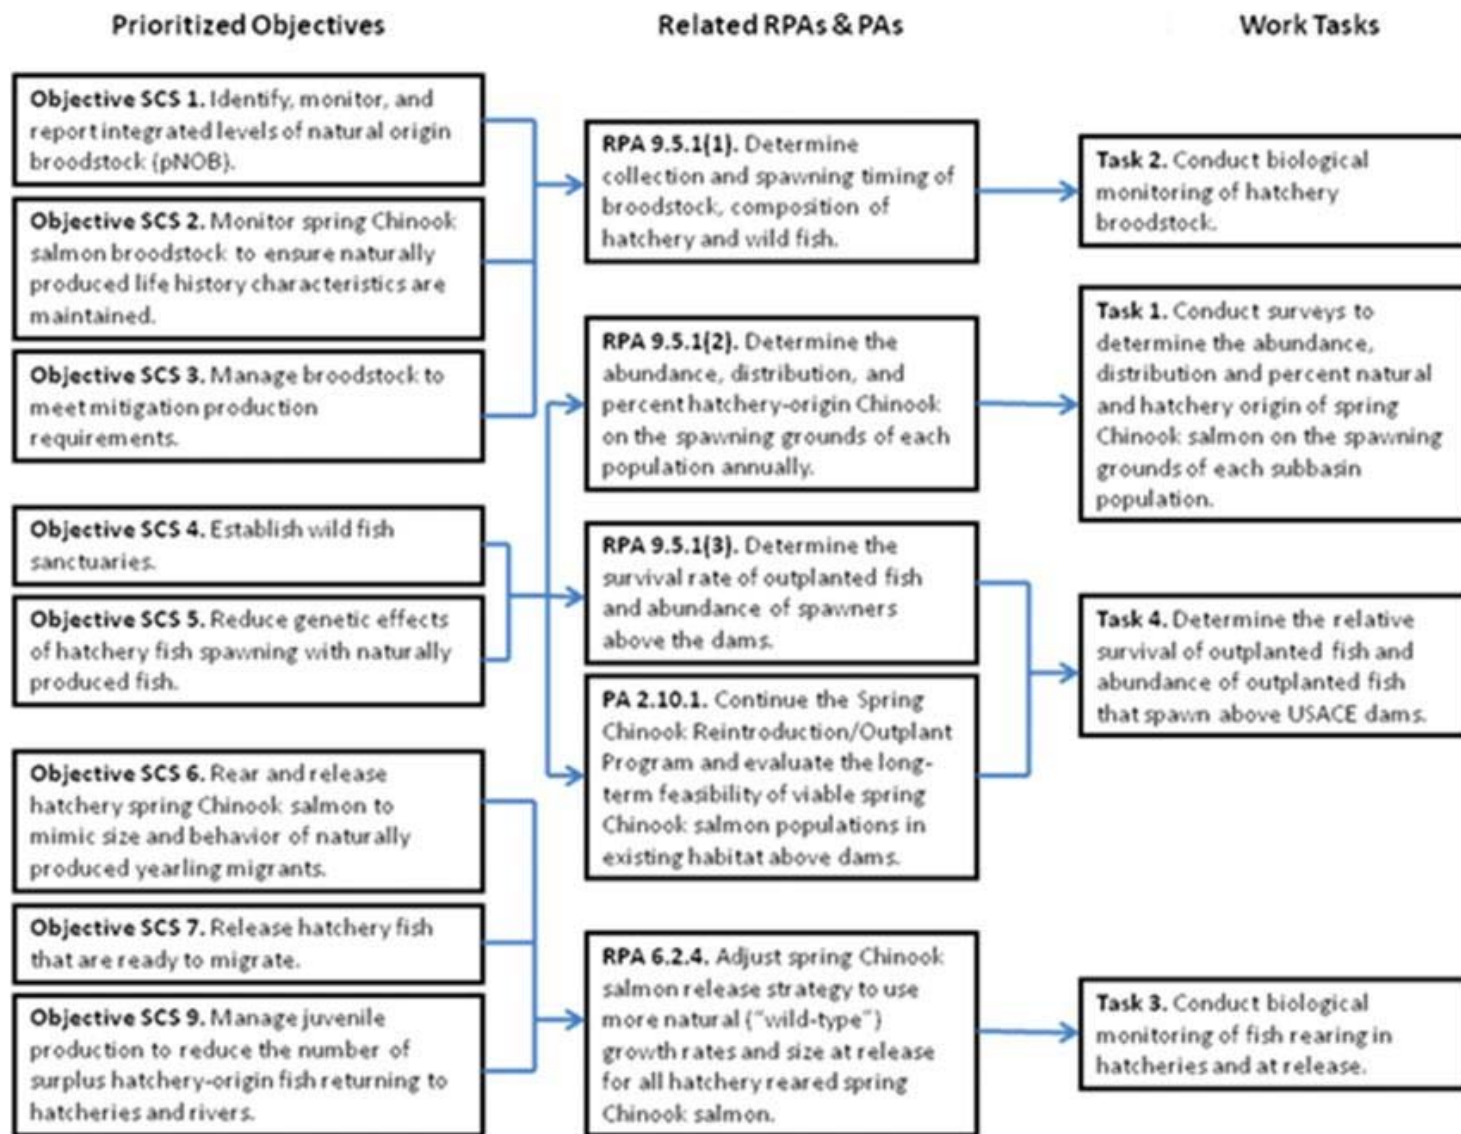 Prioritized Objectives
Related RPAs & PAs
Work Tasks
Objective SCS 1. Identify, monitor, and
report integrated levels of natural origin
broodstock (pNOB).
Objective SCS 2. Monitor spring Chinook
salmon broodstock to ensure naturally
produced life history characteristics are
maintained.
Objective SCS 3. Manage broodstock to
meet mitigation production
requirements.
Objective SCS 4. Establish wild fish
sanctuaries.
Objective SCS 5. Reduce genetic effects
of hatchery fish spawning with naturally
produced fish.
Objective SCS 6. Rear and release
hatchery spring Chinook salmon to
mimic size and behavior of naturally
produced yearling migrants.
Objective SCS 7. Release hatchery fish
that are ready to migrate.
Objective SCS 9. Manage juvenile
production to reduce the number of
surplus hatchery-origin fish returning to
hatcheries and rivers.
RPA 9.5.1(1). Determine
collection and spawning timing of
broodstock, composition of
hatchery and wild fish.
RPA 9.5.1(2). Determine the
abundance, distribution, and
percent hatchery-origin Chinook
on the spawning grounds of each
population annually.
RPA 9.5.1(3). Determine the
survival rate of outplanted fish
and abundance of spawners
above the dams.
PA 2.10.1. Continue the Spring
Chinook Reintroduction/Outplant
Program and evaluate the long-
term feasibility of viable spring
Chinook salmon populations in
existing habitat above dams.
RPA 6.2.4. Adjust spring Chinook
salmon release strategy to use
more natural ("wild-type")
growth rates and size at release
for all hatchery reared spring
Chinook salmon.
Task 2. Conduct biological
monitoring of hatchery
broodstock.
Task 1. Conduct surveys to
determine the abundance,
distribution and percent natural
and hatchery origin of spring
Chinook salmon on the spawning
grounds of each subbasin
population.
Task 4. Determine the relative
survival of outplanted fish and
abundance of outplanted fish
that spawn above USACE dams.
Task 3. Conduct biological
monitoring of fish rearing in
hatcheries and at release.